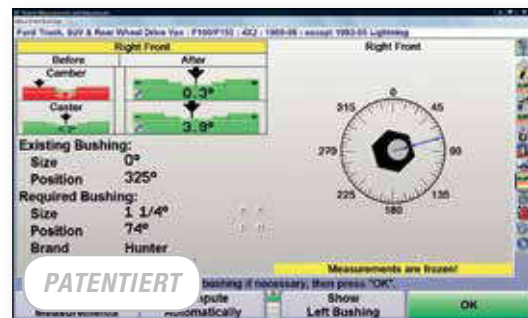 Ford Truck, SUV & Rear Wheel Drive Van : F100/F150 : 4X2 : 1980-96 : except 1993-95 Lightning
Right Front
Before After
Camber
0.3°
Caster
3.9°
Existing Bushing:
Size 0°
Position 325°
Required Bushing:
Size 1 1/4°
Position 74°
Brand Hunter
Right Front
0
45
90
135
180
225
270
315
Measurements are frozen!
bushing if necessary, then press "OK".
PATENTIERT
Automatically
Show
Left Bushing
OK